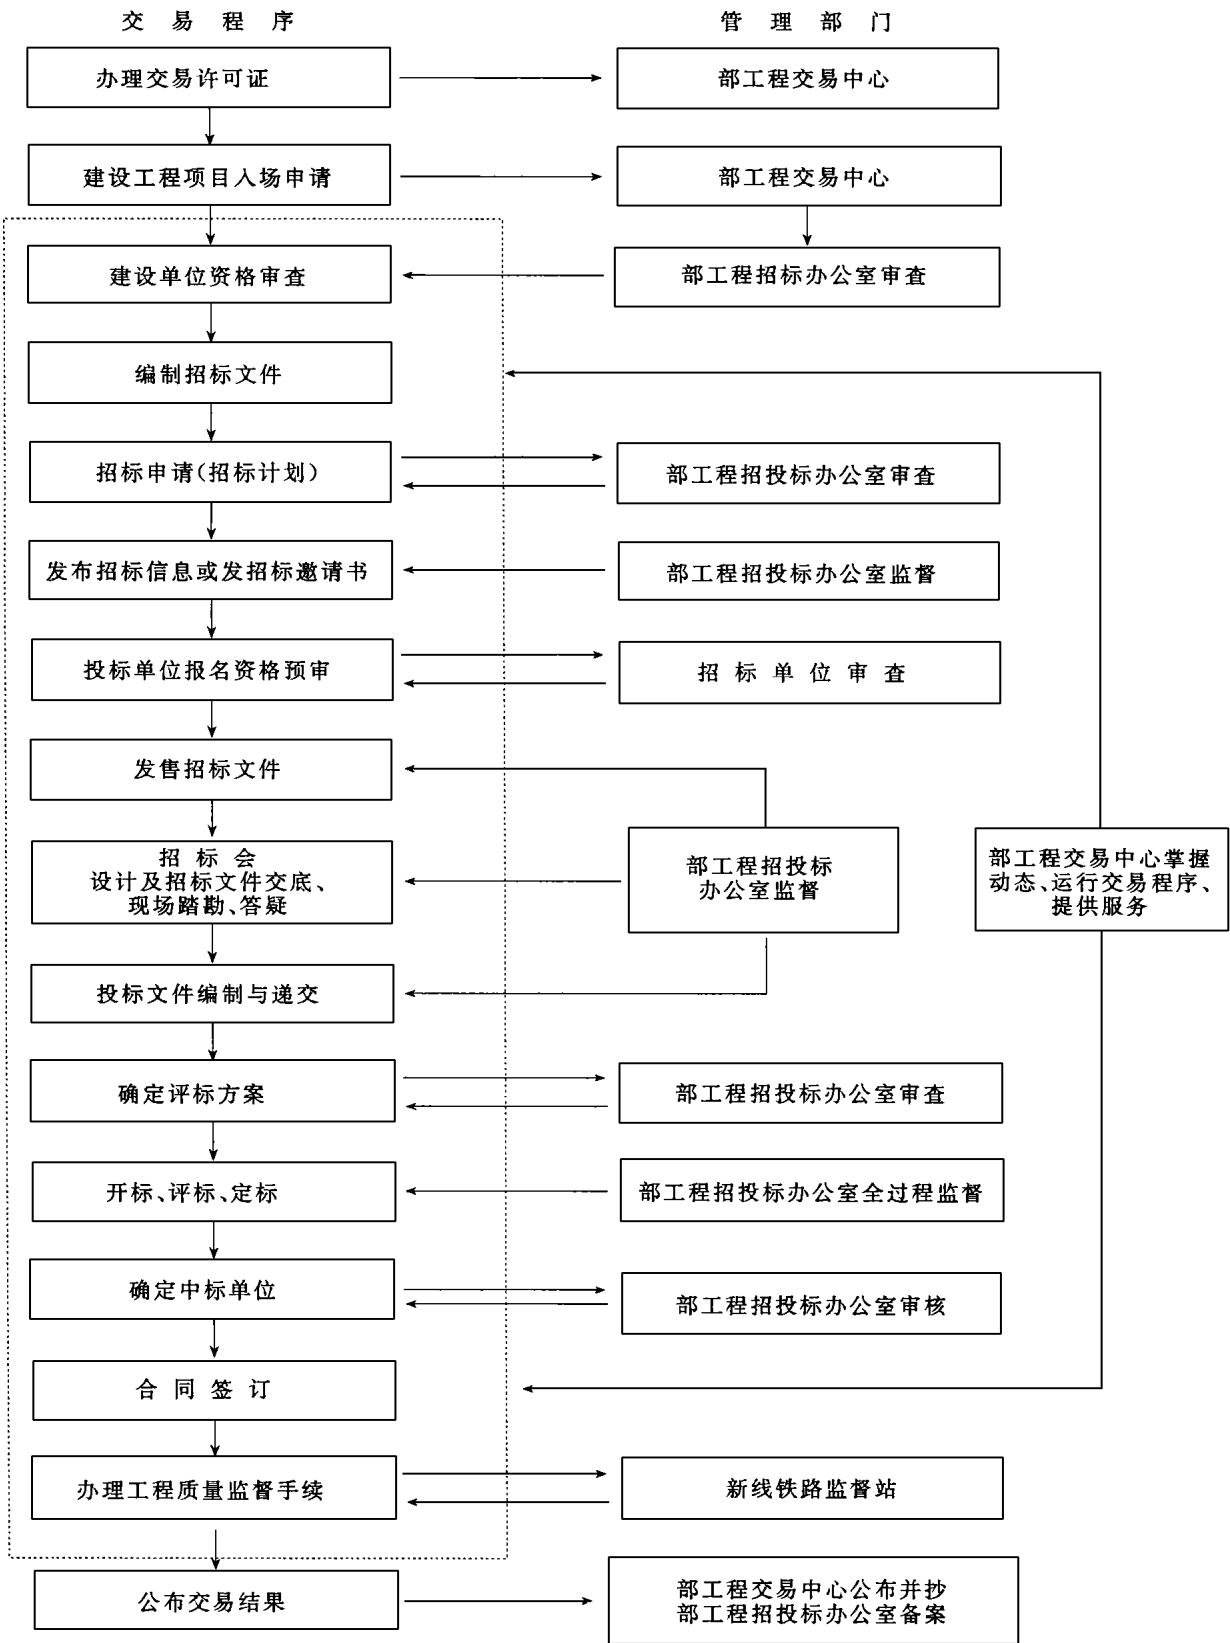 交易程序
管理部门
办理交易许可证
部工程交易中心
建设工程项目入场申请
部工程交易中心
建设单位资格审查
部工程招标办公室审查
编制招标文件
招标申请(招标计划)
部工程招投标办公室审查
发布招标信息或发招标邀请书
部工程招投标办公室监督
投标单位报名资格预审
招标单位审查
发售招标文件
招标会
设计及招标文件交底、
现场踏勘、答疑
部工程招投标
办公室监督
部工程交易中心掌握
动态、运行交易程序、
提供服务
投标文件编制与递交
确定评标方案
部工程招投标办公室审查
开标、评标、定标
部工程招投标办公室全过程监督
确定中标单位
部工程招投标办公室审核
合同签订
办理工程质量监督手续
新线铁路监督站
公布交易结果
部工程交易中心公布并抄
部工程招投标办公室备案